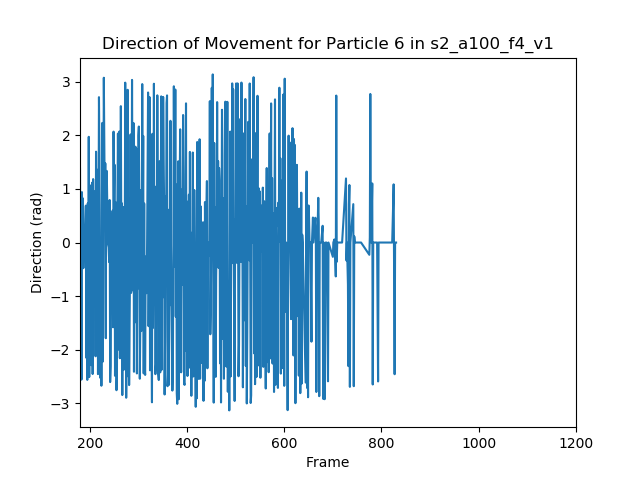 Direction of Movement for Particle 6 in s2_a100_f4_v1
3
2
1
0
−1
−2
−3
Direction (rad)
200 400 600 800 1000 1200
Frame